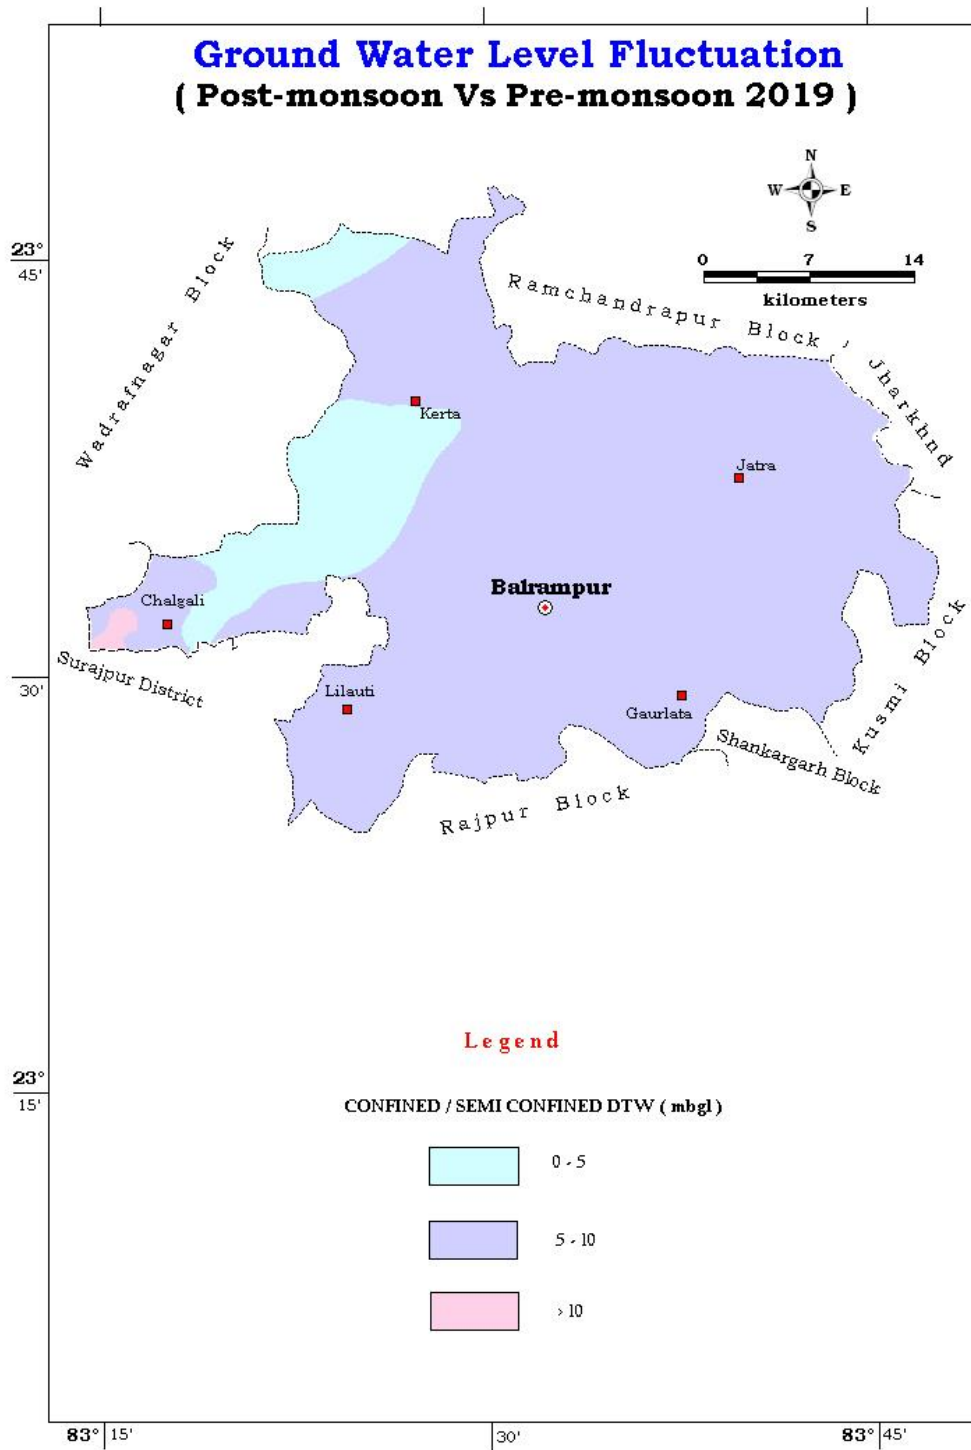 Ground Water Level Fluctuation
( Post-monsoon Vs Pre-monsoon 2019 )
N
W E
S
23°
45'
0 7 14
kilometers
Wadrafnagar Block
Ramchandrapur Block / Jharkhnd
Kerta
Jatra
Balrampur
Chalgali
Surajpur District
30'
Lilauti
Gaurlata
Kusmi Block
Shankargarh Block
Rajpur Block
Legend
23°
15'
CONFINED / SEMI CONFINED DTW ( mbgl )
0 - 5
5 - 10
> 10
83° 15' 30' 83° 45'